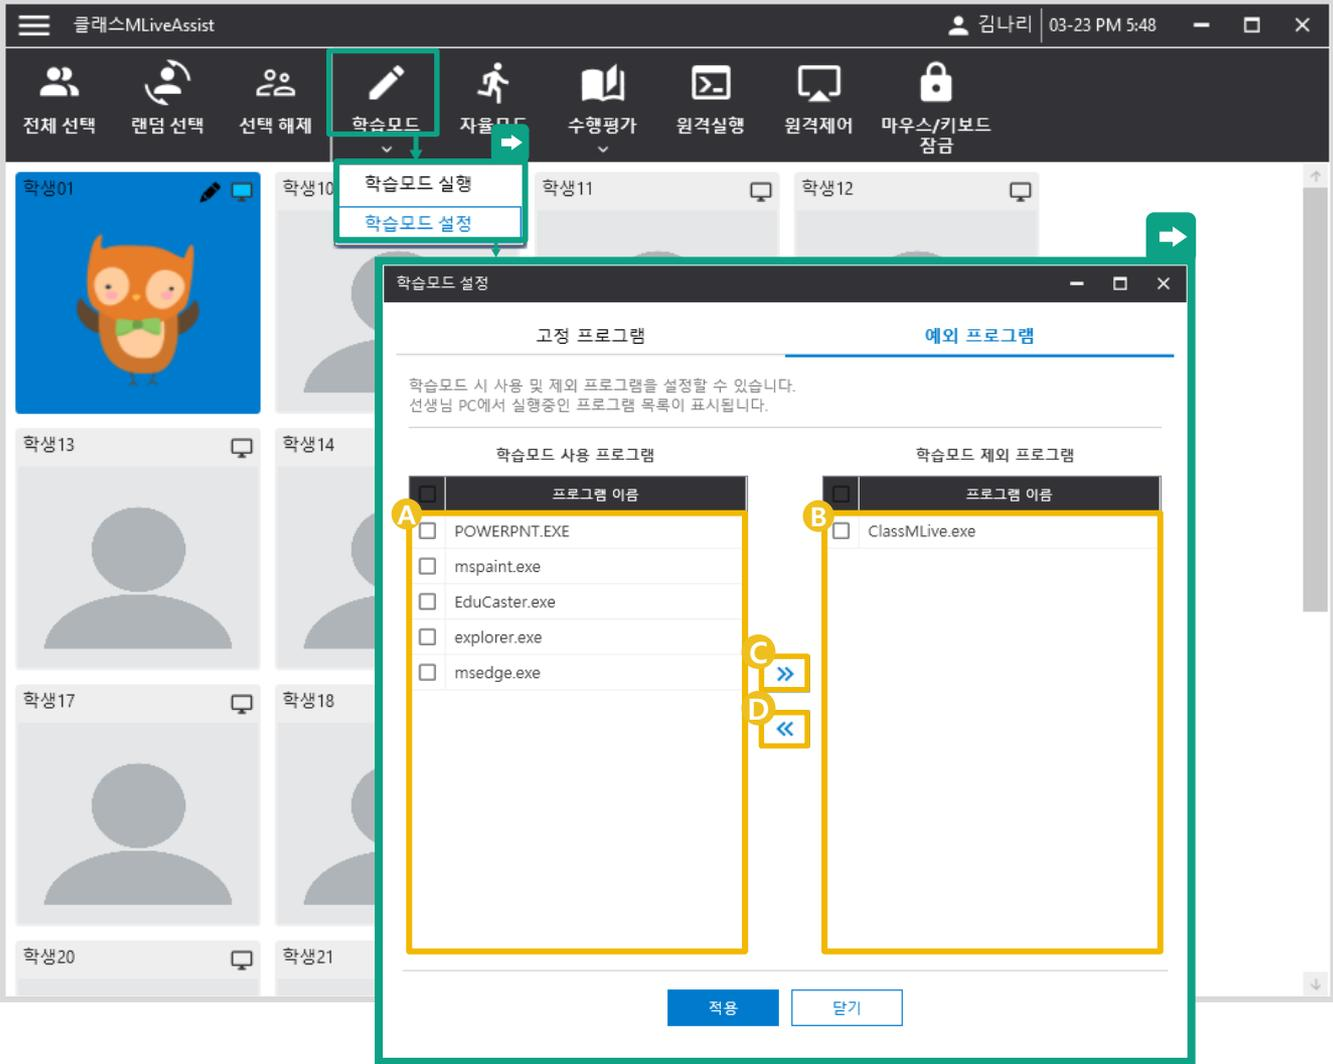 클래스MLiveAssist
김나리
03-23 PM 5:48
전체 선택
랜덤 선택
선택 해제
학습모드
자율모드
수행평가
원격실행
원격제어
마우스/키보드
잠금
학습모드 실행
학습모드 설정
학생01
학생10
학생11
학생12
학생13
학생14
학생17
학생18
학생20
학생21
학습모드 설정
고정 프로그램
예외 프로그램
학습모드 시 사용 및 제외 프로그램을 설정할 수 있습니다.
선생님 PC에서 실행중인 프로그램 목록이 표시됩니다.
학습모드 사용 프로그램
학습모드 제외 프로그램
프로그램 이름
프로그램 이름
A
POWERPNT.EXE
mspaint.exe
EduCaster.exe
explorer.exe
msedge.exe
B
ClassMLive.exe
C
D
적용
닫기